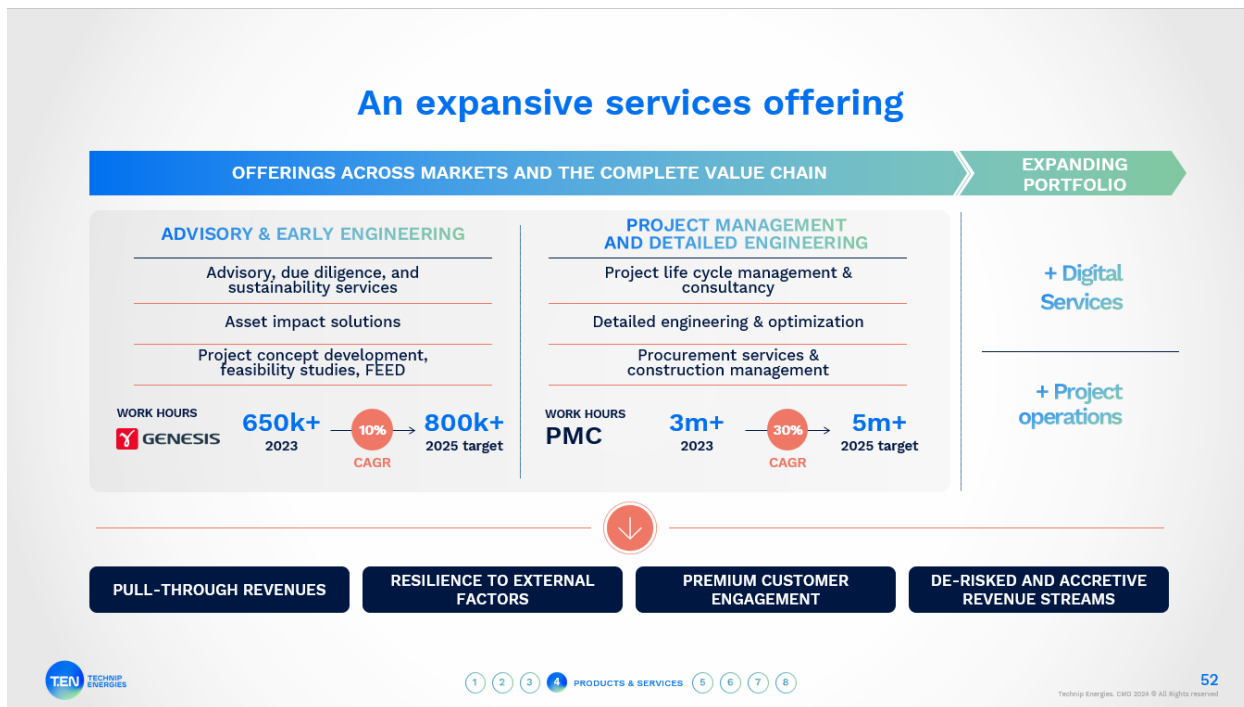 An expansive services offering
OFFERINGS ACROSS MARKETS AND THE COMPLETE VALUE CHAIN
EXPANDING
PORTFOLIO
ADVISORY & EARLY ENGINEERING
Advisory, due diligence, and
sustainability services
Asset impact solutions
Project concept development,
feasibility studies, FEED
WORK HOURS
GENESIS
650k+
2023
10%
CAGR
800k+
2025 target
PROJECT MANAGEMENT
AND DETAILED ENGINEERING
Project life cycle management &
consultancy
Detailed engineering & optimization
Procurement services &
construction management
WORK HOURS
PMC
3m+
2023
30%
CAGR
5m+
2025 target
+ Digital
Services
+ Project
operations
PULL-THROUGH REVENUES
RESILIENCE TO EXTERNAL
FACTORS
PREMIUM CUSTOMER
ENGAGEMENT
DE-RISKED AND ACCRETIVE
REVENUE STREAMS
T.EN
TECHNIP
ENERGIES
1 2 3 4 PRODUCTS & SERVICES 5 6 7 8
52
Technip Energies. CMD 2024 © All Rights reserved